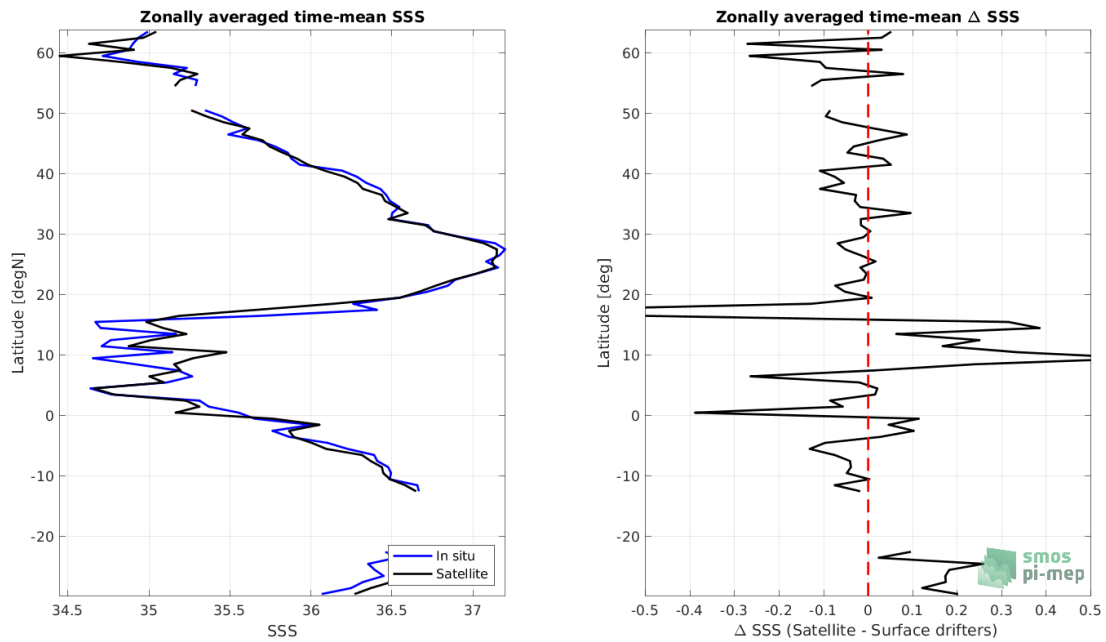 Zonally averaged time-mean SSS
60
50
40
30
20
10
0
-10
-20
Latitude [degN]
34.5 35 35.5 36 36.5 37
SSS
In situ
Satellite
Zonally averaged time-mean Δ SSS
60
50
40
30
20
10
0
-10
-20
Latitude [deg]
-0.5 -0.4 -0.3 -0.2 -0.1 0 0.1 0.2 0.3 0.4 0.5
Δ SSS (Satellite - Surface drifters)
smos
pi-mep